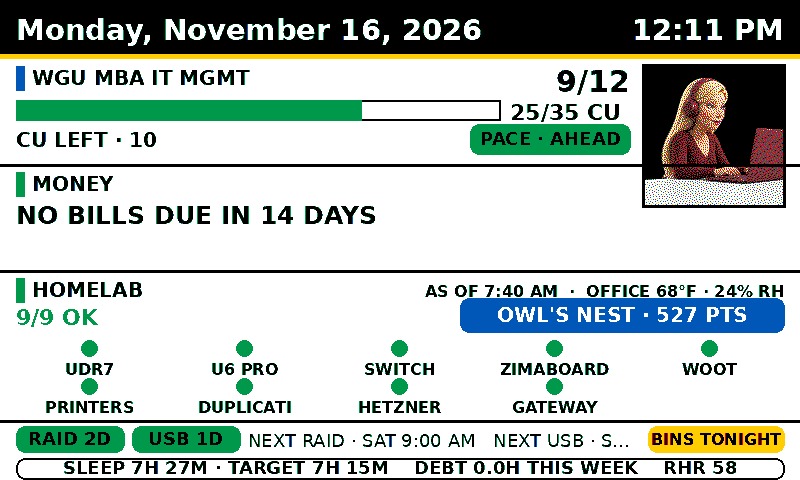 Monday, November 16, 2026 12:11 PM
WGU MBA IT MGMT 9/12
25/35 CU
CU LEFT · 10 PACE · AHEAD
MONEY
NO BILLS DUE IN 14 DAYS
HOMELAB AS OF 7:40 AM · OFFICE 68°F · 24% RH
9/9 OK OWL'S NEST · 527 PTS
UDR7 U6 PRO SWITCH ZIMABOARD WOOT
PRINTERS DUPLICATI HETZNER GATEWAY
RAID 2D USB 1D NEXT RAID · SAT 9:00 AM NEXT USB · S... BINS TONIGHT
SLEEP 7H 27M · TARGET 7H 15M DEBT 0.0H THIS WEEK RHR 58